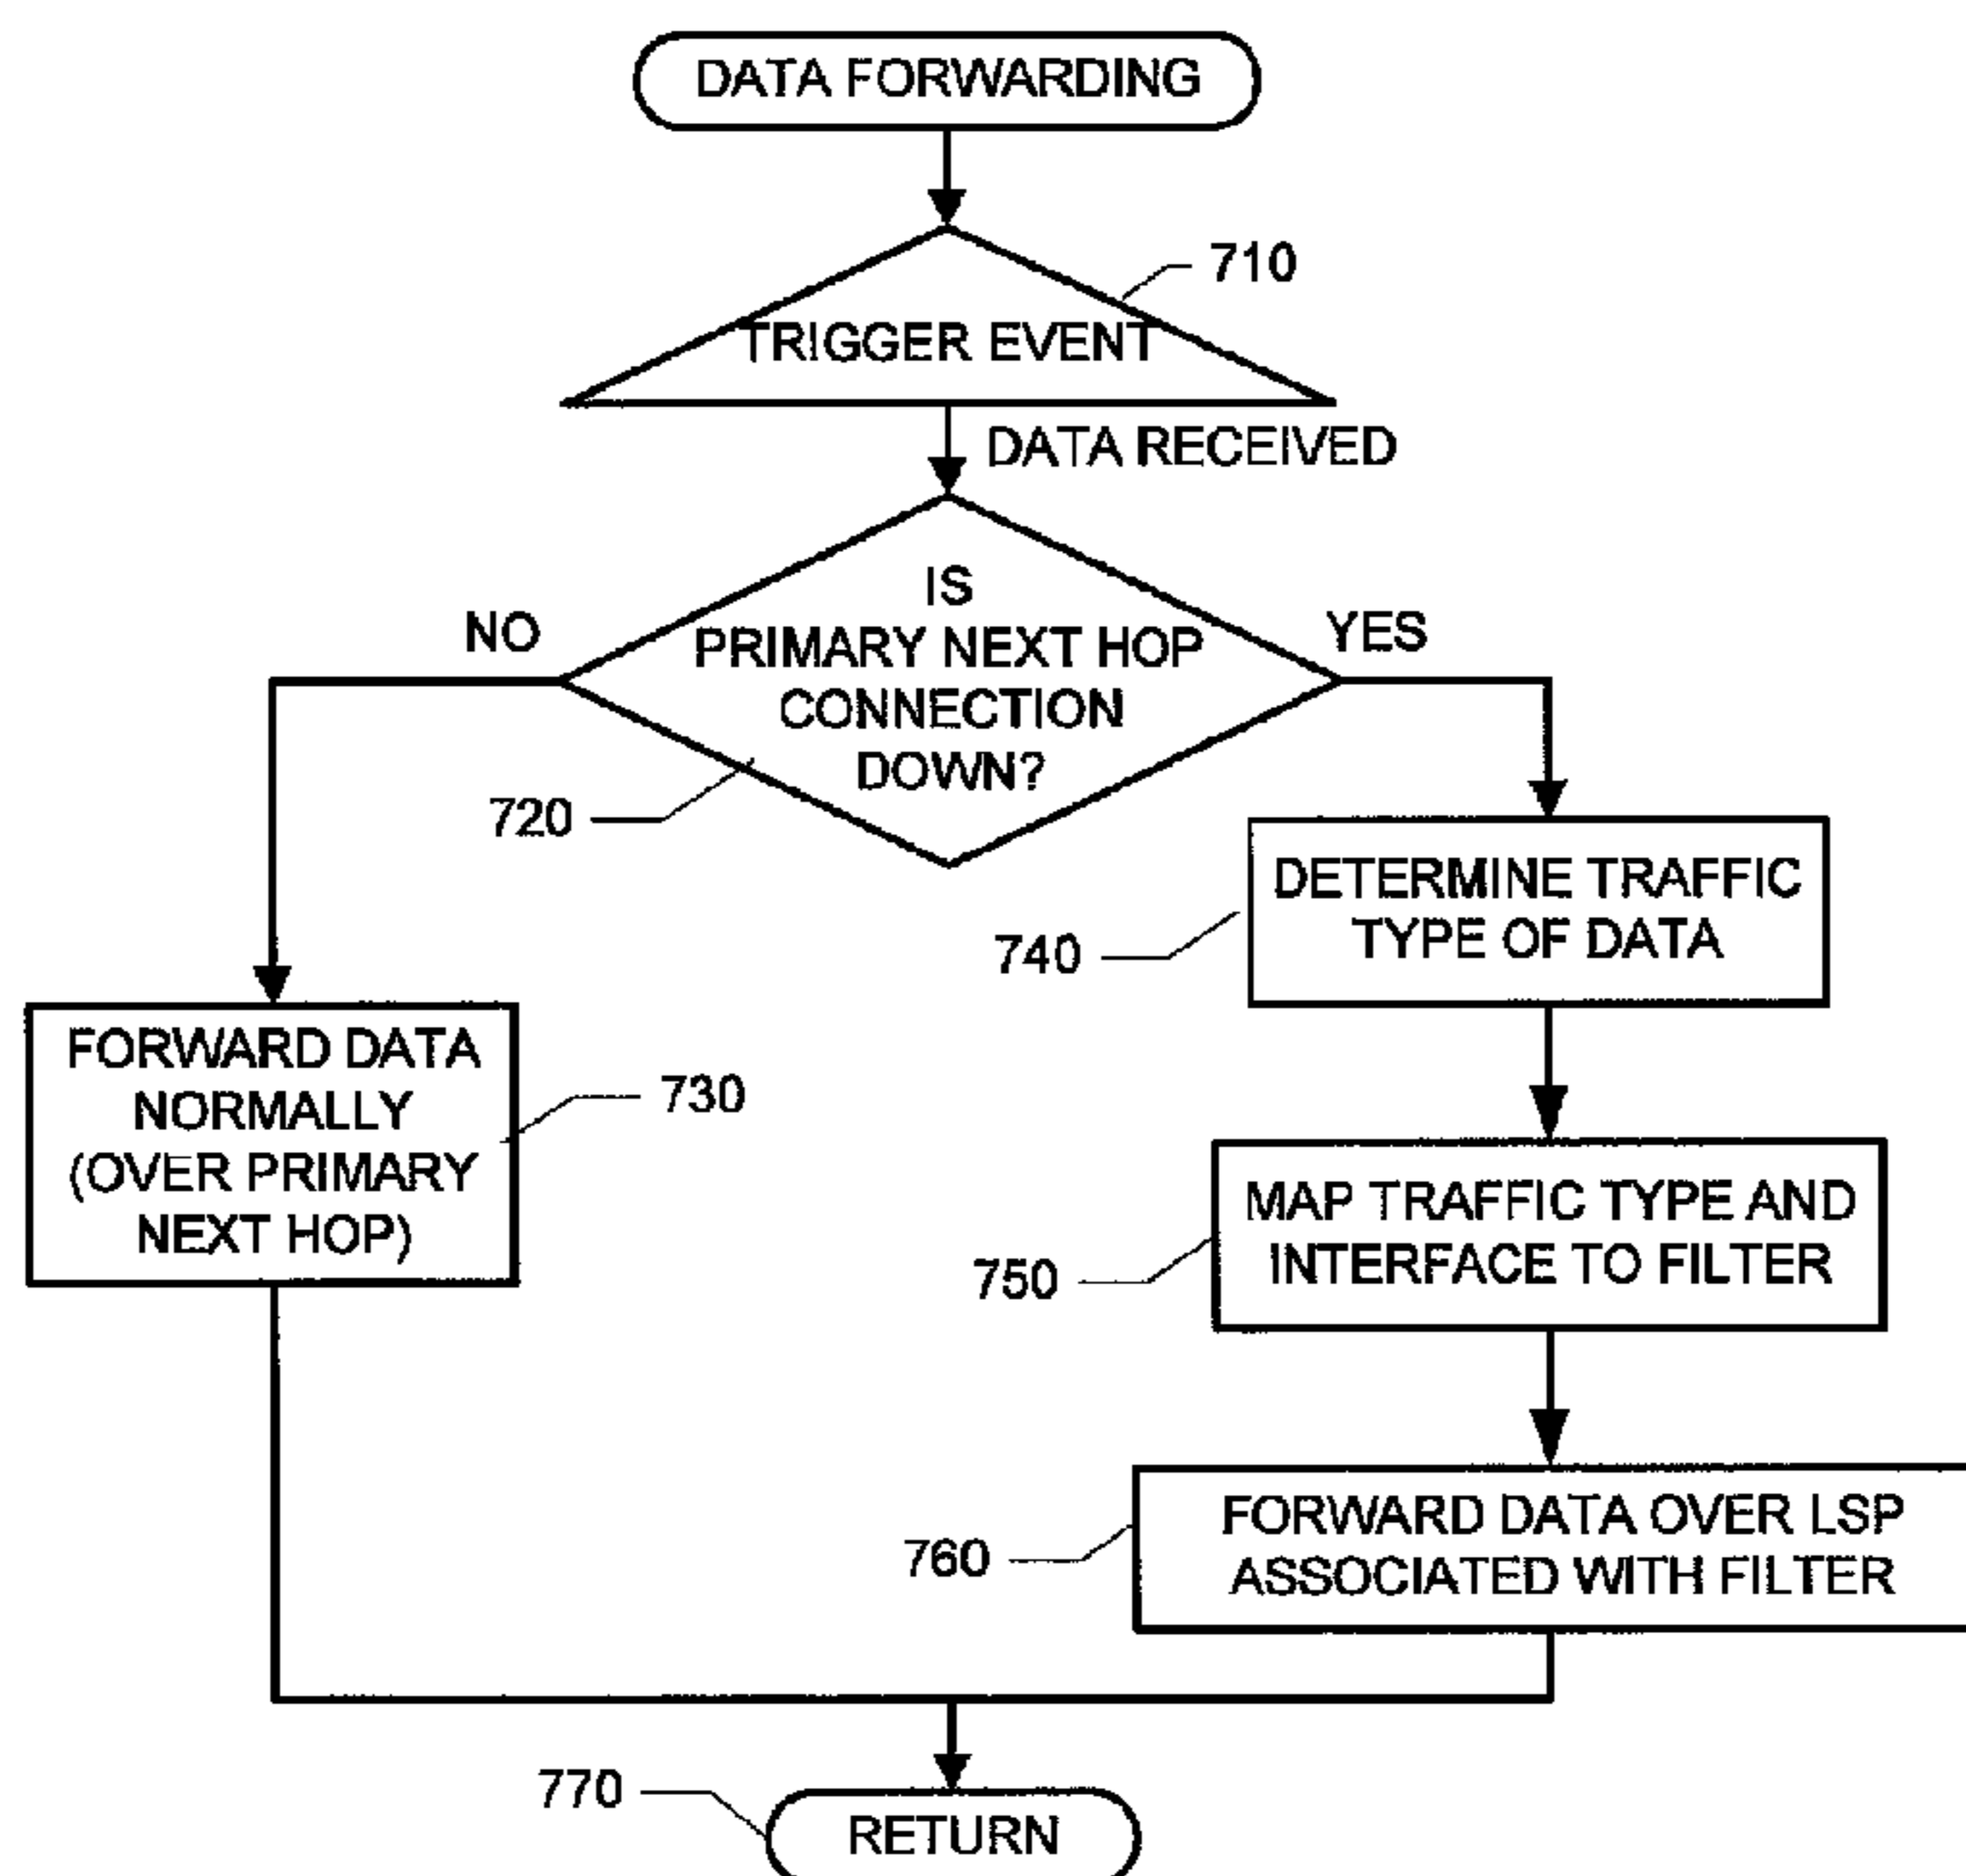 DATA FORWARDING
710
TRIGGER EVENT
DATA RECEIVED
NO
YES
IS
PRIMARY NEXT HOP
CONNECTION
DOWN?
720
DETERMINE TRAFFIC
TYPE OF DATA
740
FORWARD DATA
NORMALLY
(OVER PRIMARY
NEXT HOP)
730
MAP TRAFFIC TYPE AND
INTERFACE TO FILTER
750
FORWARD DATA OVER LSP
ASSOCIATED WITH FILTER
760
770
RETURN